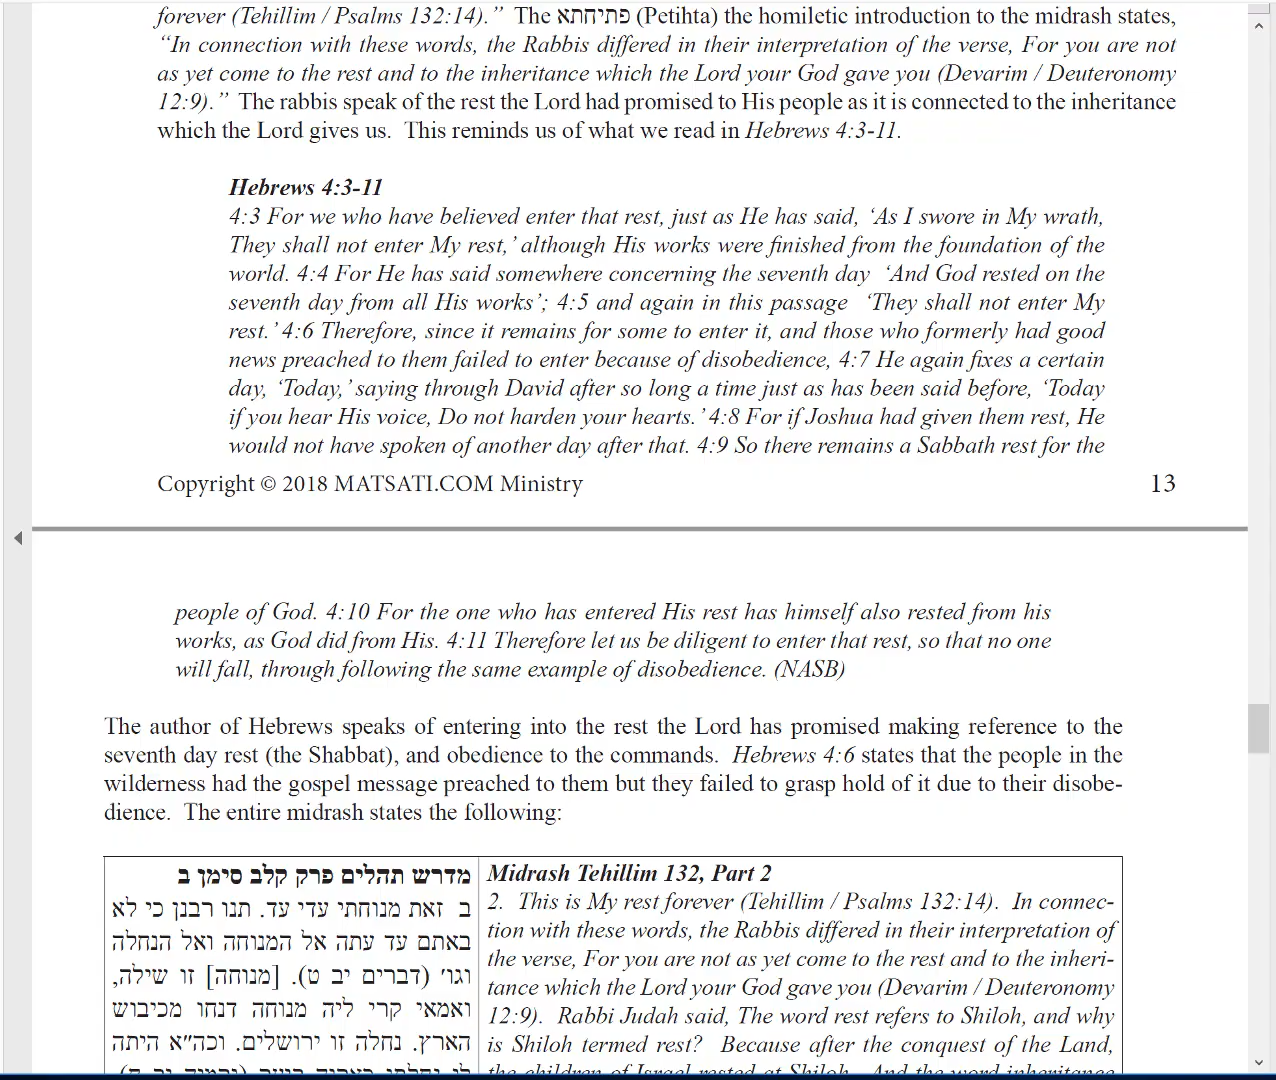 forever (Tehillim / Psalms 132:14).” The פתיחתא (Petihta) the homiletic introduction to the midrash states,
“In connection with these words, the Rabbis differed in their interpretation of the verse, For you are not
as yet come to the rest and to the inheritance which the Lord your God gave you (Devarim / Deuteronomy
12:9).” The rabbis speak of the rest the Lord had promised to His people as it is connected to the inheritance
which the Lord gives us. This reminds us of what we read in Hebrews 4:3-11.
Hebrews 4:3-11
4:3 For we who have believed enter that rest, just as He has said, ‘As I swore in My wrath,
They shall not enter My rest,’ although His works were finished from the foundation of the
world. 4:4 For He has said somewhere concerning the seventh day ‘And God rested on the
seventh day from all His works’; 4:5 and again in this passage ‘They shall not enter My
rest.’ 4:6 Therefore, since it remains for some to enter it, and those who formerly had good
news preached to them failed to enter because of disobedience, 4:7 He again fixes a certain
day, ‘Today,’ saying through David after so long a time just as has been said before, ‘Today
if you hear His voice, Do not harden your hearts.’ 4:8 For if Joshua had given them rest, He
would not have spoken of another day after that. 4:9 So there remains a Sabbath rest for the
Copyright © 2018 MATSATI.COM Ministry 13
people of God. 4:10 For the one who has entered His rest has himself also rested from his
works, as God did from His. 4:11 Therefore let us be diligent to enter that rest, so that no one
will fall, through following the same example of disobedience. (NASB)
The author of Hebrews speaks of entering into the rest the Lord has promised making reference to the
seventh day rest (the Shabbat), and obedience to the commands. Hebrews 4:6 states that the people in the
wilderness had the gospel message preached to them but they failed to grasp hold of it due to their disobe-
dience. The entire midrash states the following:
מדרש תהלים פרק קלב סימן ב
ב זאת מנוחתי עדי עד. תנו רבנן כי לא
באתם עד עתה אל המנוחה ואל הנחלה
וגו׳ (דברים יב ט). [מנוחה] זו שילה,
ואמאי קרי ליה מנוחה דנחו מכיבוש
הארץ. נחלה זו ירושלים. וכה״א היתה
Midrash Tehillim 132, Part 2
2. This is My rest forever (Tehillim / Psalms 132:14). In connec-
tion with these words, the Rabbis differed in their interpretation of
the verse, For you are not as yet come to the rest and to the inheri-
tance which the Lord your God gave you (Devarim / Deuteronomy
12:9). Rabbi Judah said, The word rest refers to Shiloh, and why
is Shiloh termed rest? Because after the conquest of the Land,
the children of Israel rested at Shiloh. And the word inheritance